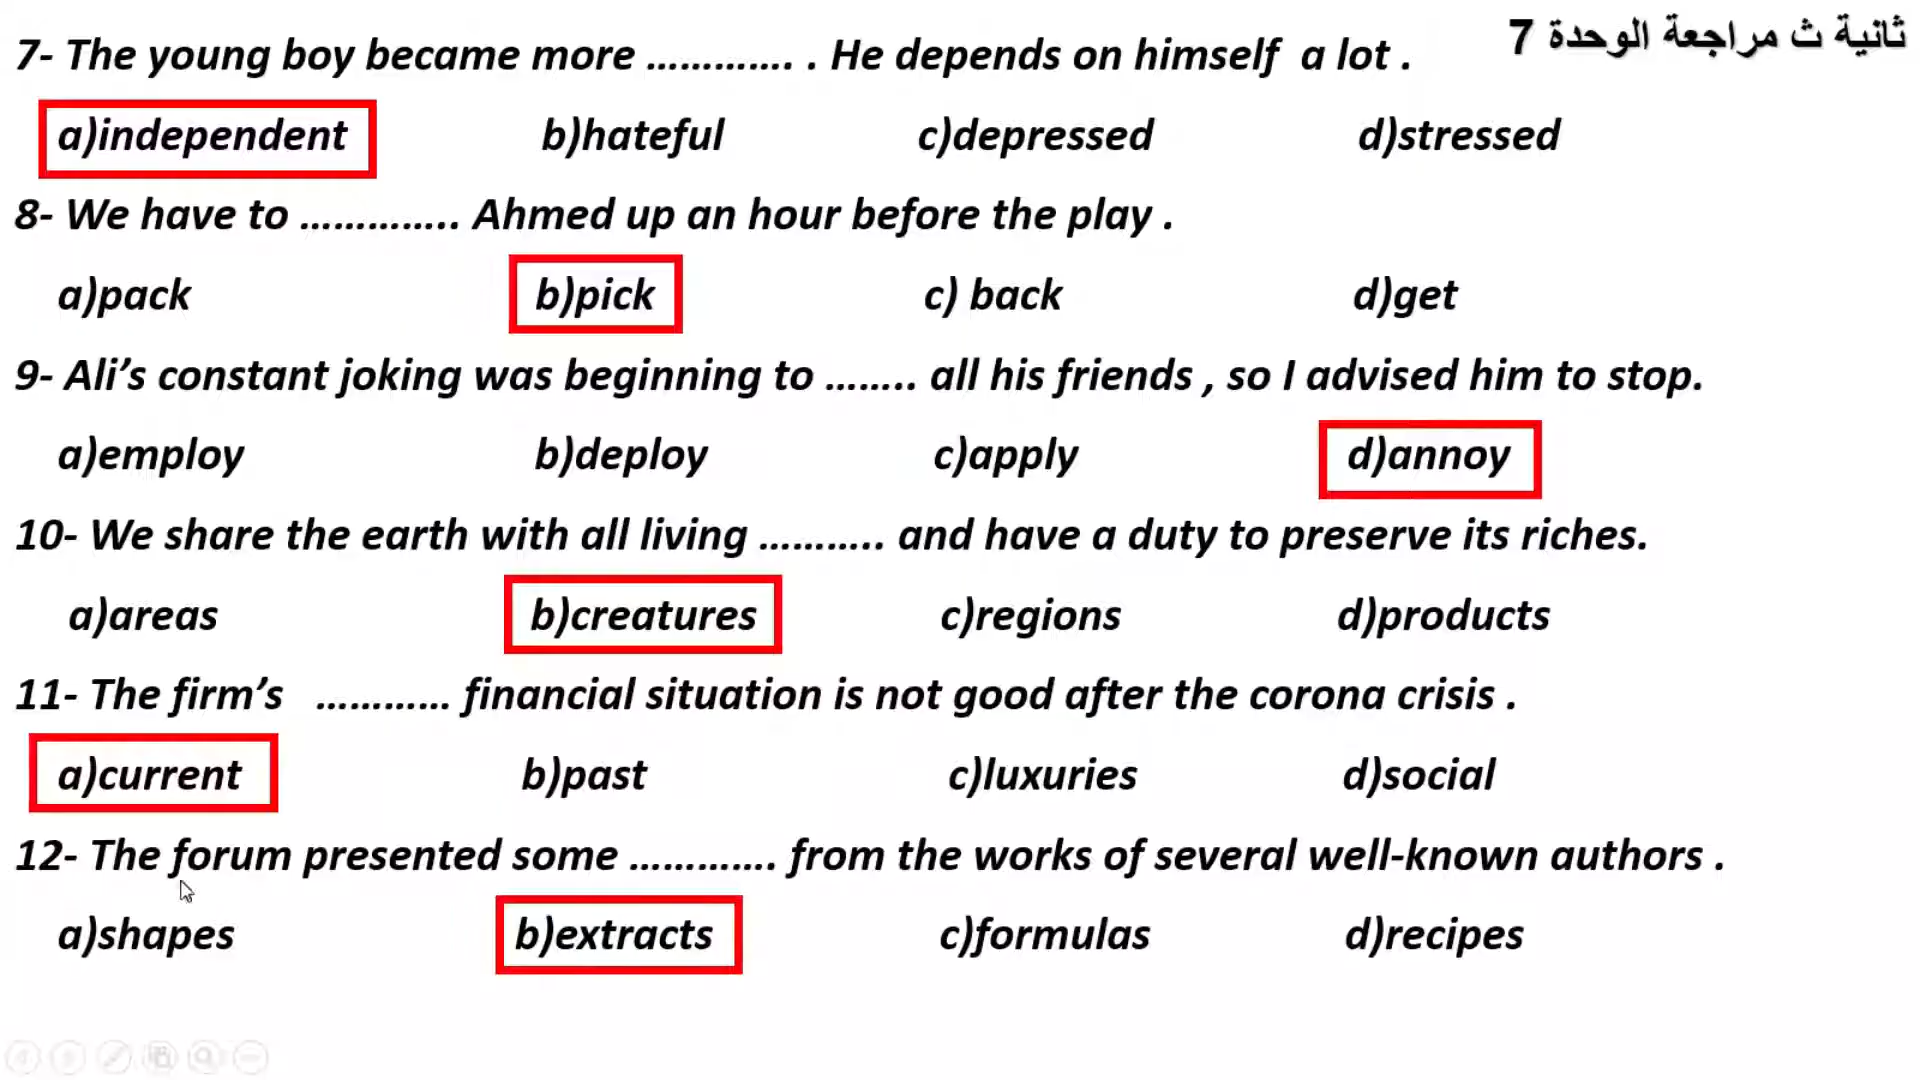 ثانية ث مراجعة الوحدة 7
7- The young boy became more ............. . He depends on himself a lot .
a)independent b)hateful c)depressed d)stressed
8- We have to .............. Ahmed up an hour before the play .
a)pack b)pick c) back d)get
9- Ali’s constant joking was beginning to ........ all his friends , so I advised him to stop.
a)employ b)deploy c)apply d)annoy
10- We share the earth with all living ........... and have a duty to preserve its riches.
a)areas b)creatures c)regions d)products
11- The firm’s ............ financial situation is not good after the corona crisis .
a)current b)past c)luxuries d)social
12- The forum presented some ............. from the works of several well-known authors .
a)shapes b)extracts c)formulas d)recipes